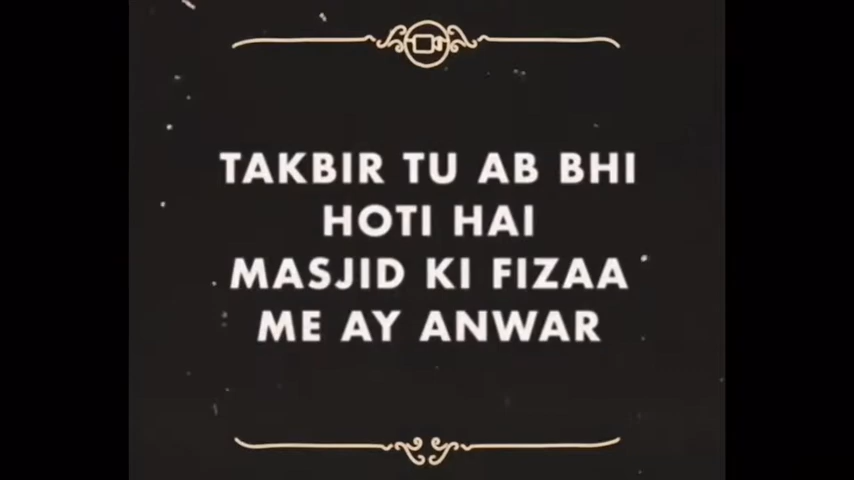 TAKBIR TU AB BHI
HOTI HAI
MASJID KI FIZAA
ME AY ANWAR